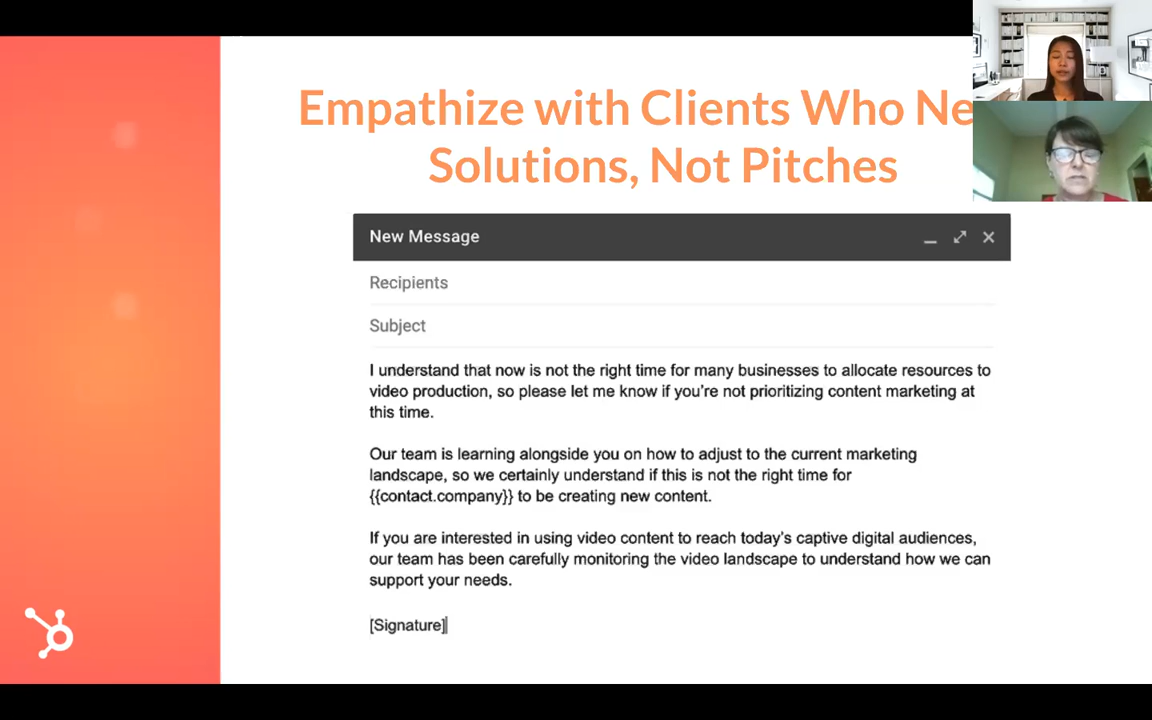 Empathize with Clients Who Ne
Solutions, Not Pitches
New Message
Recipients
Subject
I understand that now is not the right time for many businesses to allocate resources to
video production, so please let me know if you're not prioritizing content marketing at
this time.
Our team is learning alongside you on how to adjust to the current marketing
landscape, so we certainly understand if this is not the right time for
{{contact.company}} to be creating new content.
If you are interested in using video content to reach today's captive digital audiences,
our team has been carefully monitoring the video landscape to understand how we can
support your needs.
[Signature]